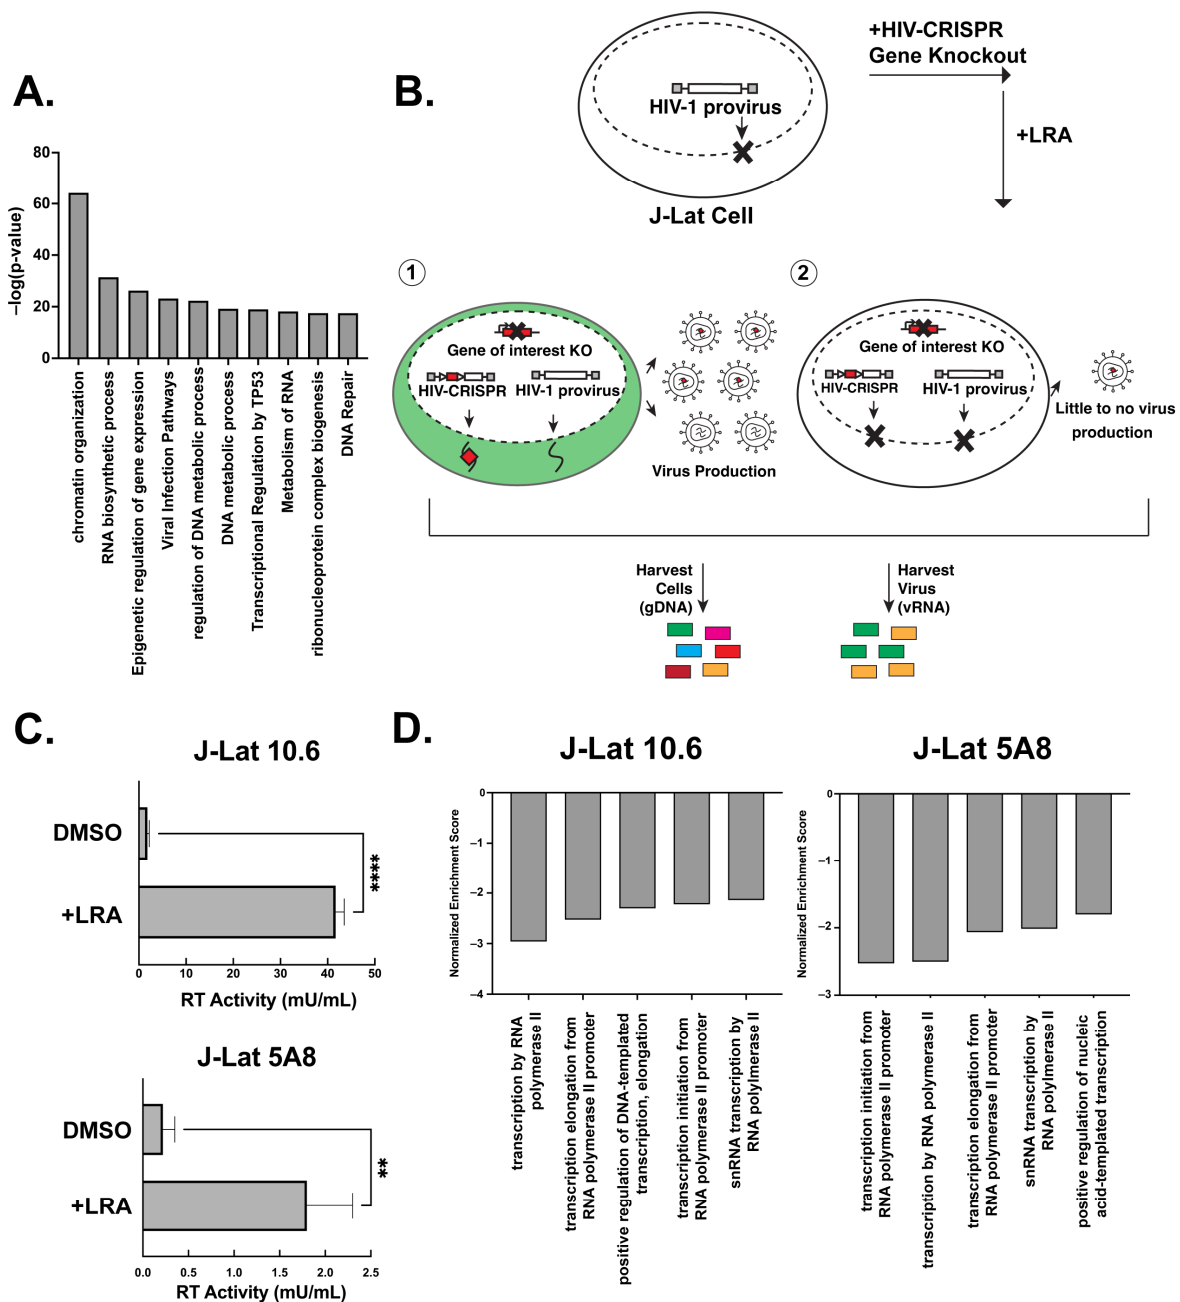 A.
80
60
40
20
0
–log(p-value)
chromatin organization
RNA biosynthetic process
Epigenetic regulation of gene expression
Viral Infection Pathways
regulation of DNA metabolic process
DNA metabolic process
Transcriptional Regulation by TP53
Metabolism of RNA
ribonucleoprotein complex biogenesis
DNA Repair
B.
HIV-1 provirus
J-Lat Cell
+HIV-CRISPR
Gene Knockout
+LRA
1
Gene of interest KO
HIV-CRISPR
HIV-1 provirus
Virus Production
2
Gene of interest KO
HIV-CRISPR
HIV-1 provirus
Little to no virus
production
Harvest
Cells
(gDNA)
Harvest
Virus
(vRNA)
C.
J-Lat 10.6
DMSO
+LRA
****
0 10 20 30 40 50
RT Activity (mU/mL)
J-Lat 5A8
DMSO
+LRA
**
0.0 0.5 1.0 1.5 2.0 2.5
RT Activity (mU/mL)
D.
J-Lat 10.6
0
–1
–2
–3
–4
Normalized Enrichment Score
transcription by RNA
polymerase II
transcription elongation from
RNA polymerase II promoter
positive regulation of DNA-templated
transcription, elongation
transcription initiation from
RNA polymerase II promoter
snRNA transcription by
RNA polylmerase II
J-Lat 5A8
0
–1
–2
–3
Normalized Enrichment Score
transcription initiation from
RNA polymerase II promoter
transcription by RNA polymerase II
transcription elongation from
RNA polymerase II promoter
snRNA transcription by
RNA polylmerase II
positive regulation of nucleic
acid-templated transcription